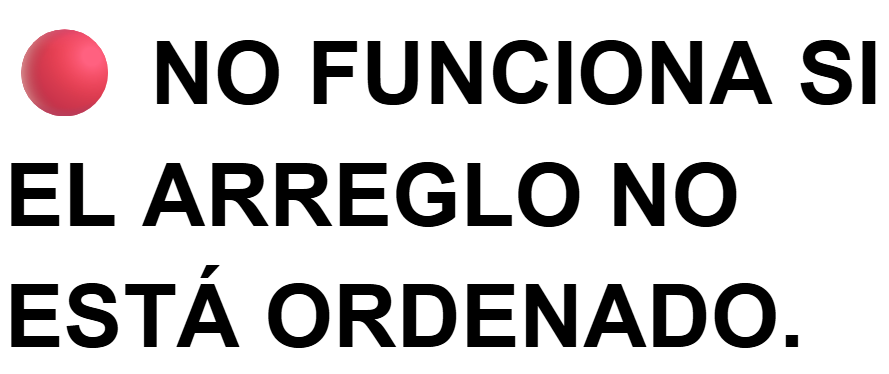 🔴 NO FUNCIONA SI
EL ARREGLO NO
ESTÁ ORDENADO.